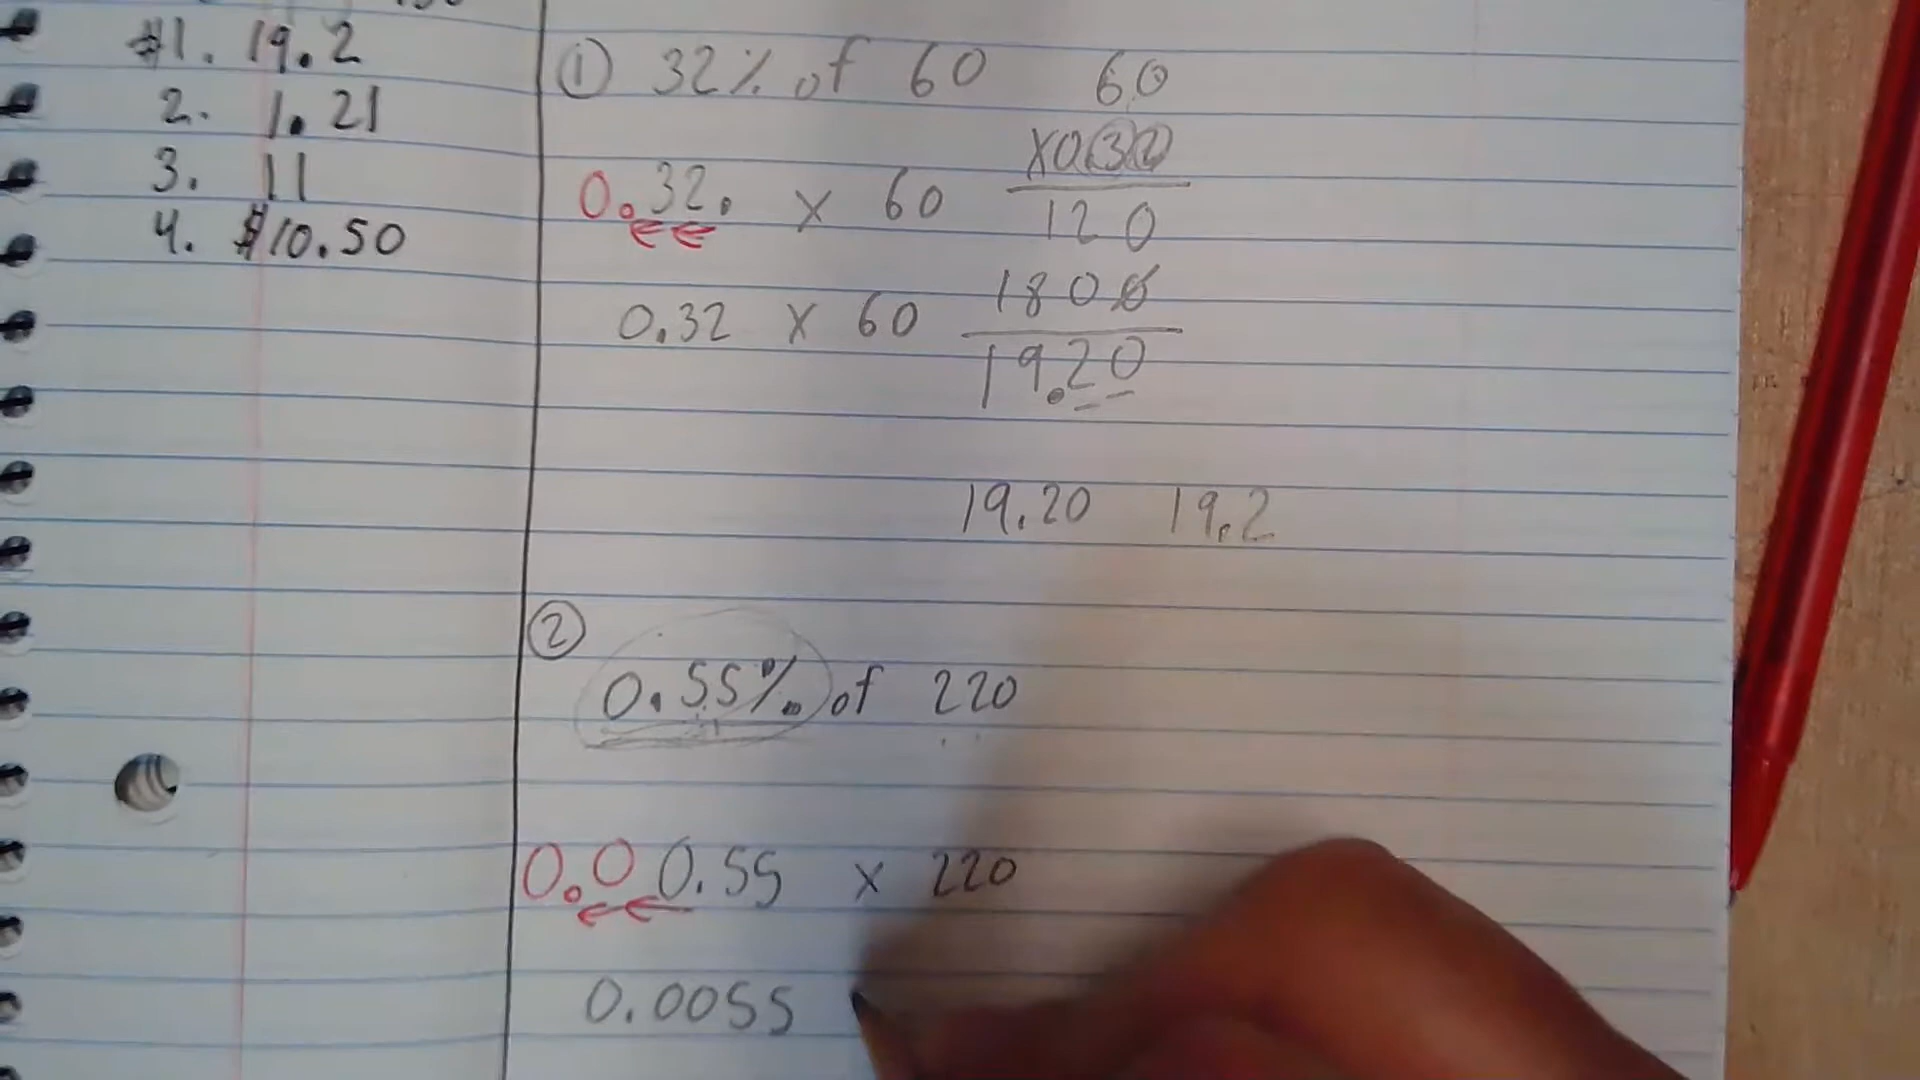 #1. 19.2
2. 1.21
3. 11
4. $10.50
① 32% of 60
60
x032
120
1800
19.20
0.32. x 60
0.32 x 60
19.20 19.2
②
0.55% of 220
0.00.55 x 220
0.0055